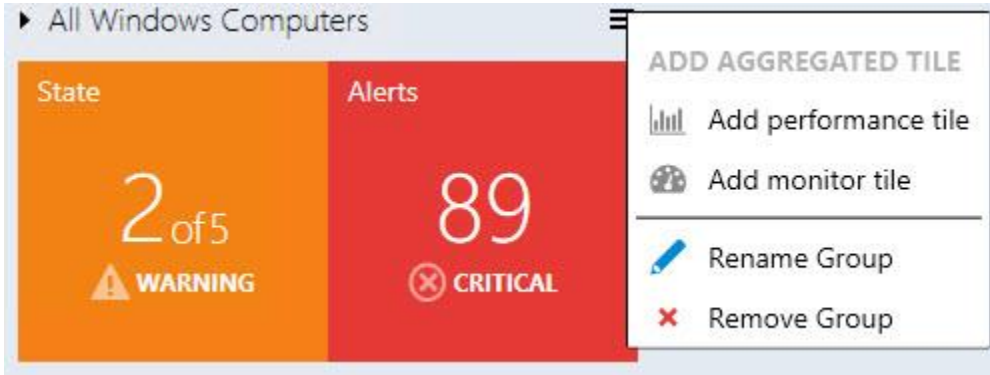 All Windows Computers
State
2 of 5
WARNING
Alerts
89
CRITICAL
ADD AGGREGATED TILE
Add performance tile
Add monitor tile
Rename Group
Remove Group